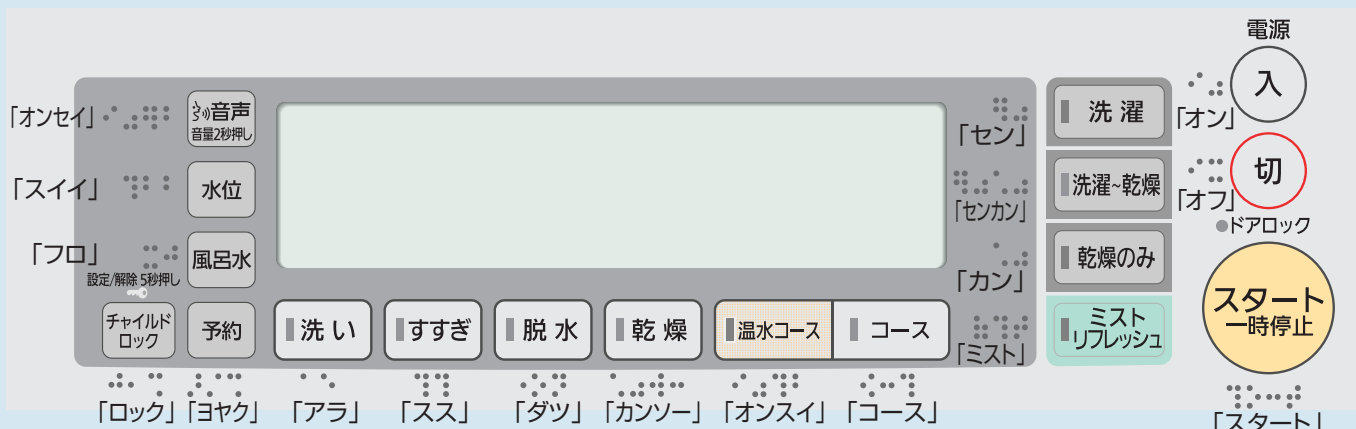 電源
入
「オン」
切
「オフ」
ドアロック
スタート
一時停止
「スタート」
「オンセイ」
音声
音量2秒押し
「スイイ」
水位
「フロ」
風呂水
設定/解除 5秒押し
チャイルド
ロック
「ロック」
予約
「ヨヤク」
洗い
「アラ」
すすぎ
「スス」
脱水
「ダツ」
乾燥
「カンソー」
温水コース
「オンスイ」
コース
「コース」
「セン」
洗濯
「センカン」
洗濯~乾燥
「カン」
乾燥のみ
「ミスト」
ミスト
リフレッシュ